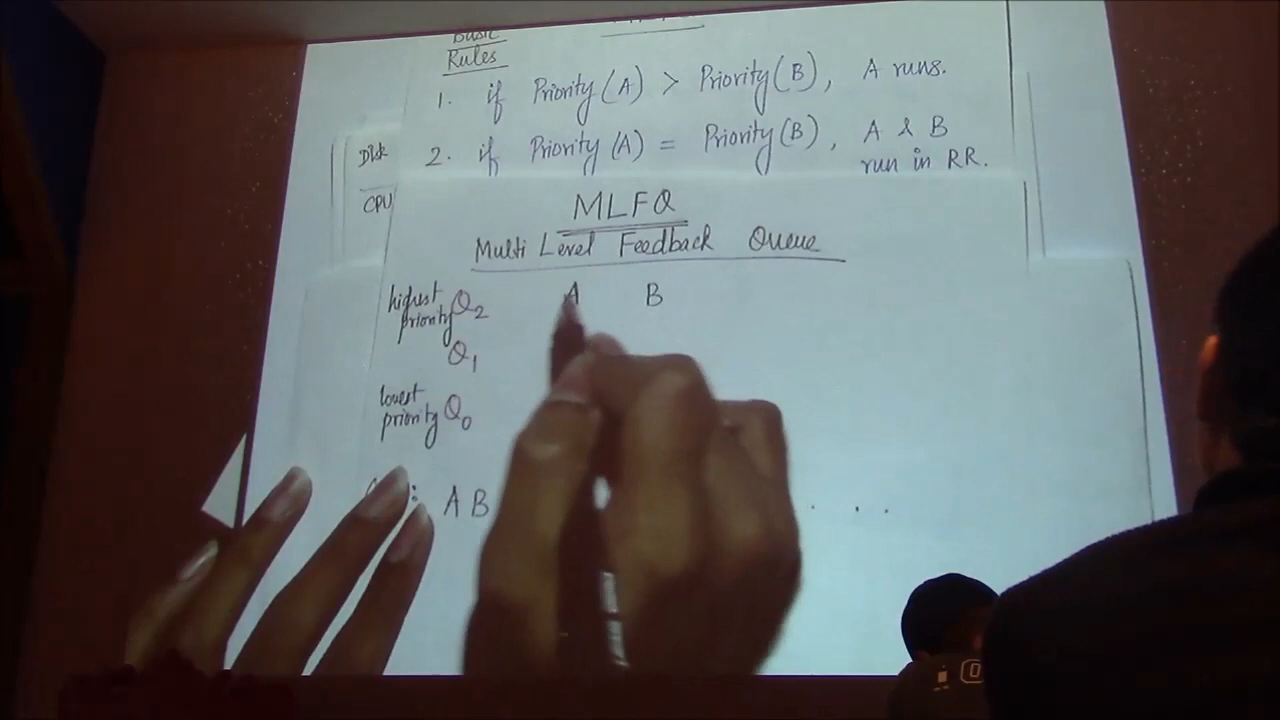 Basic
Rules
1. if Priority(A) > Priority(B), A runs.
2. if Priority(A) = Priority(B), A & B
run in RR.
Disk
CPU
MLFQ
Multi Level Feedback Queue
highest
priority Q2
A B
Q1
lowest
priority Q0
: A B . . .